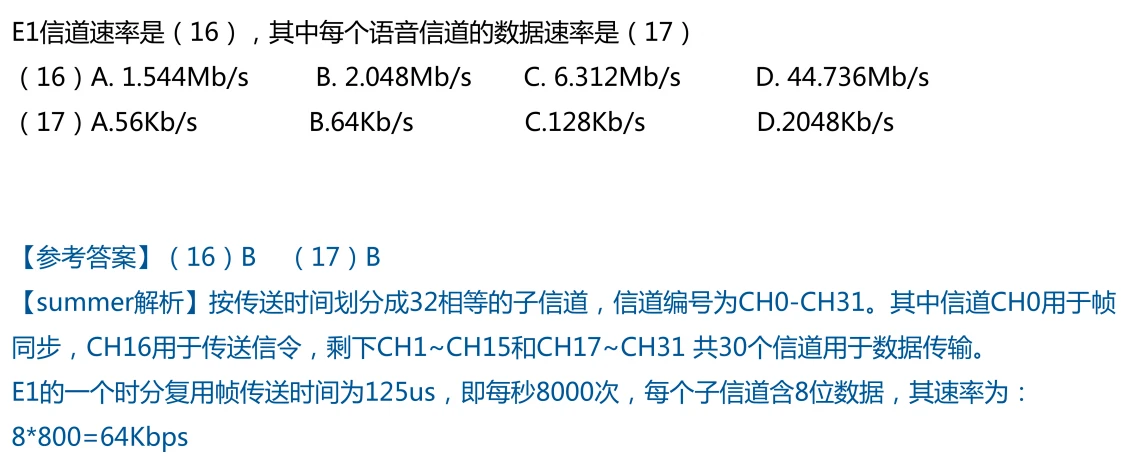 E1信道速率是（16），其中每个语音信道的数据速率是（17）
（16）A. 1.544Mb/s B. 2.048Mb/s C. 6.312Mb/s D. 44.736Mb/s
（17）A.56Kb/s B.64Kb/s C.128Kb/s D.2048Kb/s
【参考答案】（16）B （17）B
【summer解析】按传送时间划分成32相等的子信道，信道编号为CH0-CH31。其中信道CH0用于帧
同步，CH16用于传送信令，剩下CH1~CH15和CH17~CH31 共30个信道用于数据传输。
E1的一个时分复用帧传送时间为125us，即每秒8000次，每个子信道含8位数据，其速率为：
8*800=64Kbps